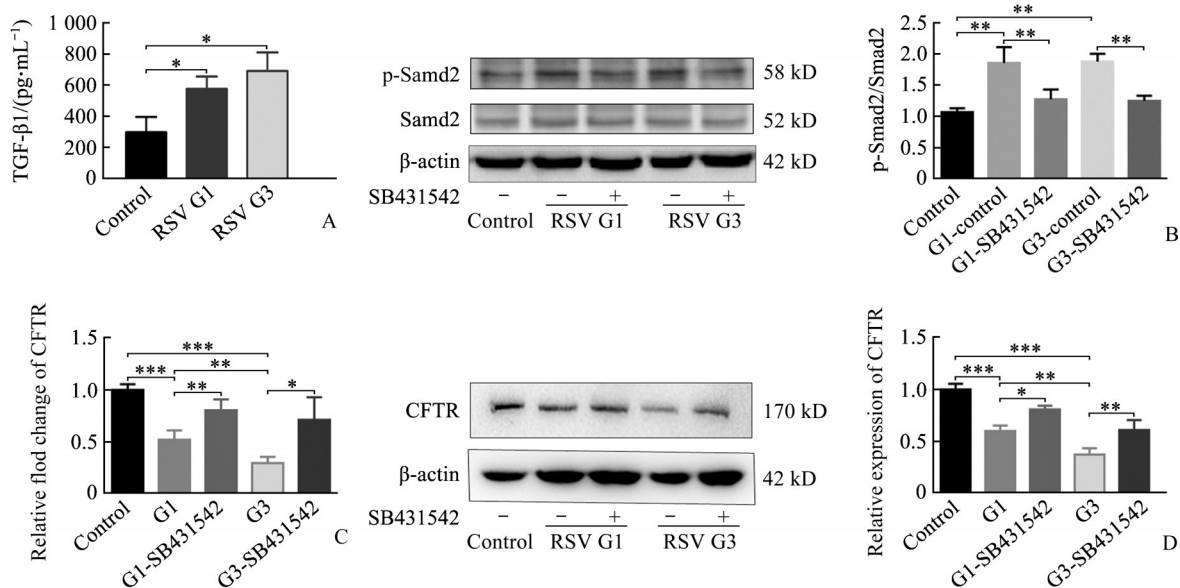 TGF-β1/(pg·mL⁻¹)
1 000
800
600
400
200
0
*
*
Control
RSV G1
RSV G3
A
p-Samd2
58 kD
Samd2
52 kD
β-actin
42 kD
SB431542 − − + − +
Control RSV G1 RSV G3
p-Smad2/Smad2
2.5
2.0
1.5
1.0
0.5
0
**
** ** **
Control
G1-control
G1-SB431542
G3-control
G3-SB431542
B
Relative flod change of CFTR
1.5
1.0
0.5
0
***
*** **
** *
Control
G1
G1-SB431542
G3
G3-SB431542
C
CFTR
170 kD
β-actin
42 kD
SB431542 − − + − +
Control RSV G1 RSV G3
Relative expression of CFTR
1.5
1.0
0.5
0
***
*** **
* **
Control
G1
G1-SB431542
G3
G3-SB431542
D